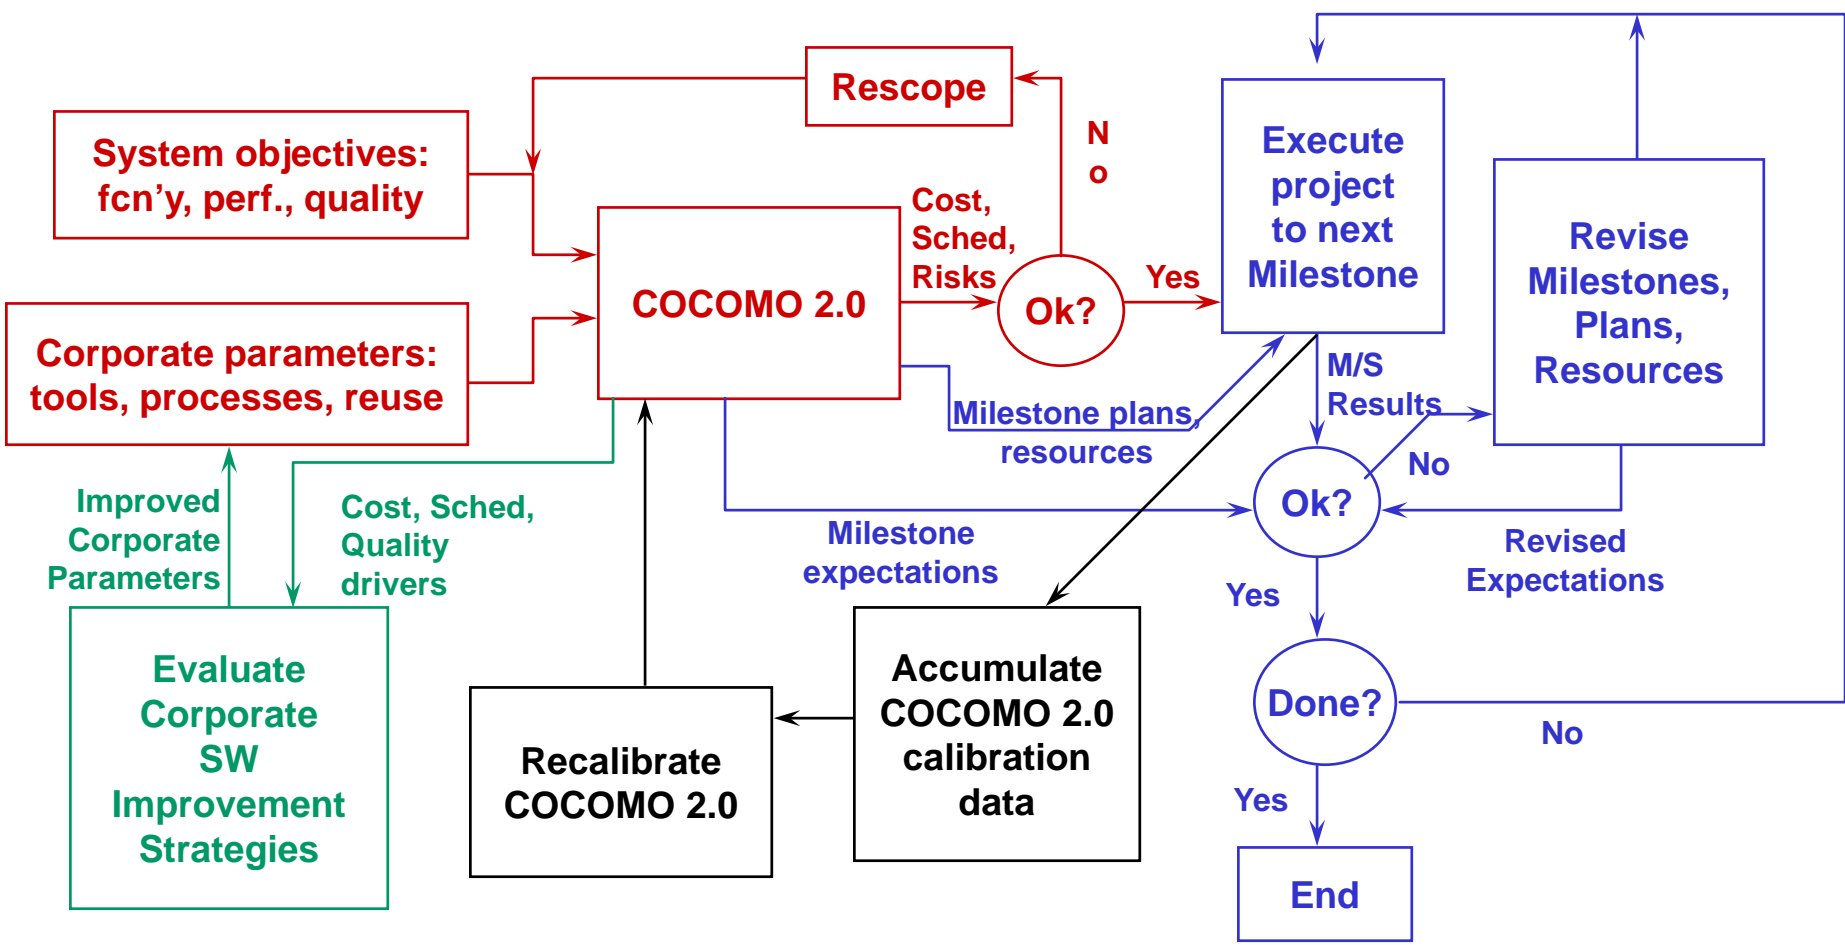 Rescope
N
o
System objectives:
fcn'y, perf., quality
Execute
project
to next
Milestone
Cost,
Sched,
Risks
Revise
Milestones,
Plans,
Resources
COCOMO 2.0
Ok?
Yes
Corporate parameters:
tools, processes, reuse
M/S
Results
Milestone plans,
resources
No
Ok?
Improved
Corporate
Parameters
Cost, Sched,
Quality
drivers
Milestone
expectations
Revised
Expectations
Yes
Evaluate
Corporate
SW
Improvement
Strategies
Recalibrate
COCOMO 2.0
Accumulate
COCOMO 2.0
calibration
data
Done?
No
Yes
End